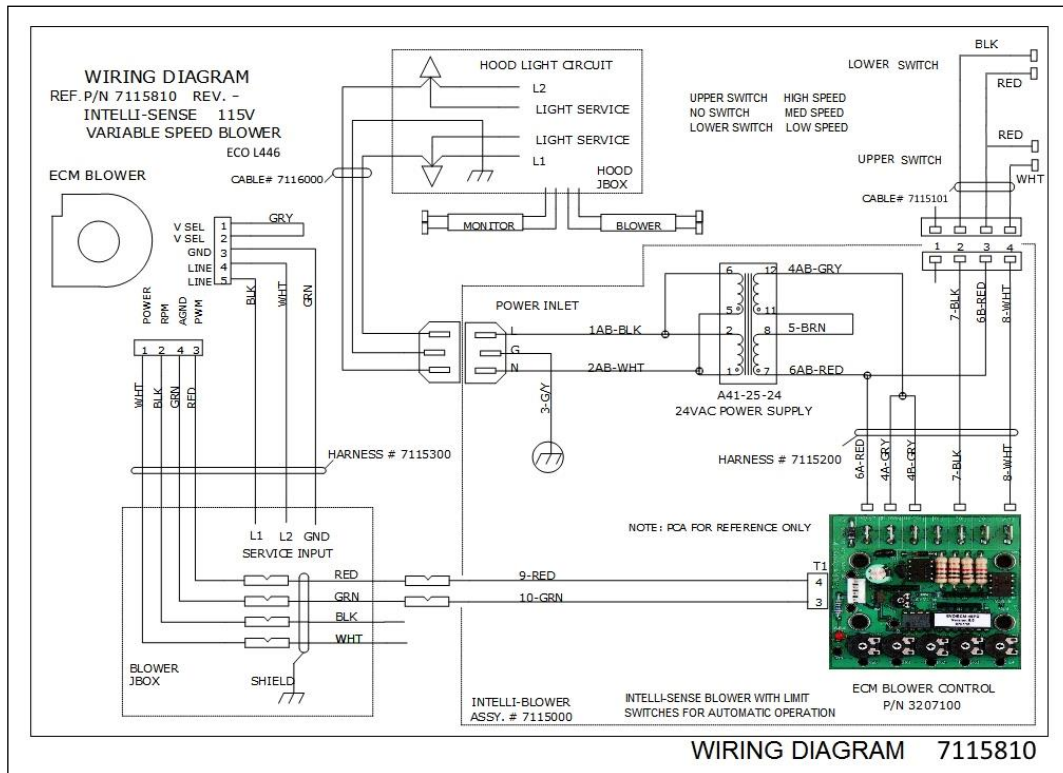 WIRING DIAGRAM
REF. P/N 7115810 REV. -
INTELLI-SENSE 115V
VARIABLE SPEED BLOWER
ECO L446
ECM BLOWER
V SEL 1
V SEL 2
GND 3
LINE 4
LINE 5
GRY
BLK
WHT
GRN
POWER
RPM
AGND
PWM
1 2 4 3
WHT
BLK
GRN
RED
HARNESS # 7115300
L1 L2 GND
SERVICE INPUT
RED
GRN
BLK
WHT
BLOWER
JBOX
SHIELD
HOOD LIGHT CIRCUIT
L2
LIGHT SERVICE
LIGHT SERVICE
L1
HOOD
JBOX
CABLE# 7116000
MONITOR
BLOWER
UPPER SWITCH HIGH SPEED
NO SWITCH MED SPEED
LOWER SWITCH LOW SPEED
BLK
LOWER SWITCH
RED
RED
UPPER SWITCH
WHT
CABLE# 7115101
1 2 3 4
7-BLK
6B-RED
8-WHT
POWER INLET
L
G
N
1AB-BLK
2AB-WHT
3-G/Y
6 12
5 11
2 8
1 7
4AB-GRY
5-BRN
6AB-RED
A41-25-24
24VAC POWER SUPPLY
HARNESS # 7115200
6A-RED
4A-GRY
4B-GRY
7-BLK
8-WHT
NOTE: PCA FOR REFERENCE ONLY
T1
4
3
9-RED
10-GRN
ECM BLOWER CONTROL
P/N 3207100
INTELLI-BLOWER
ASSY. # 7115000
INTELLI-SENSE BLOWER WITH LIMIT
SWITCHES FOR AUTOMATIC OPERATION
WIRING DIAGRAM 7115810